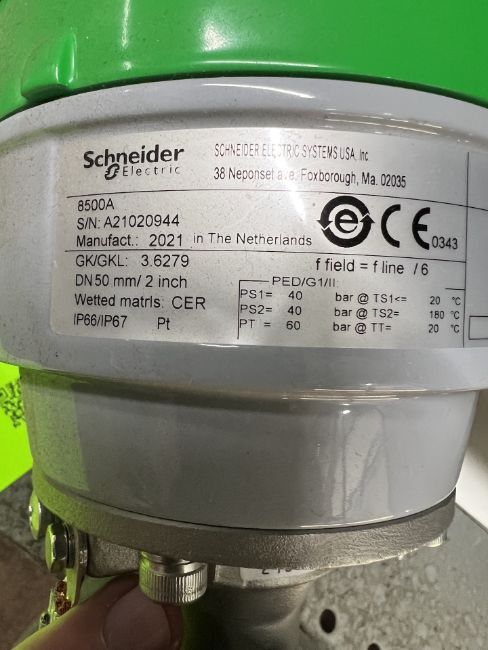 Schneider
Electric
SCHNEIDER ELECTRIC SYSTEMS USA, Inc
38 Neponset ave. Foxborough, Ma. 02035
8500A
S/N: A21020944
Manufact.: 2021 in The Netherlands
e CE 0343
GK/GKL: 3.6279
f field = f line / 6
DN 50 mm/ 2 inch
Wetted matrls: CER
IP66/IP67 Pt
PED/G1/II:
PS1= 40 bar @ TS1<= 20 °C
PS2= 40 bar @ TS2= 180 °C
PT = 60 bar @ TT= 20 °C